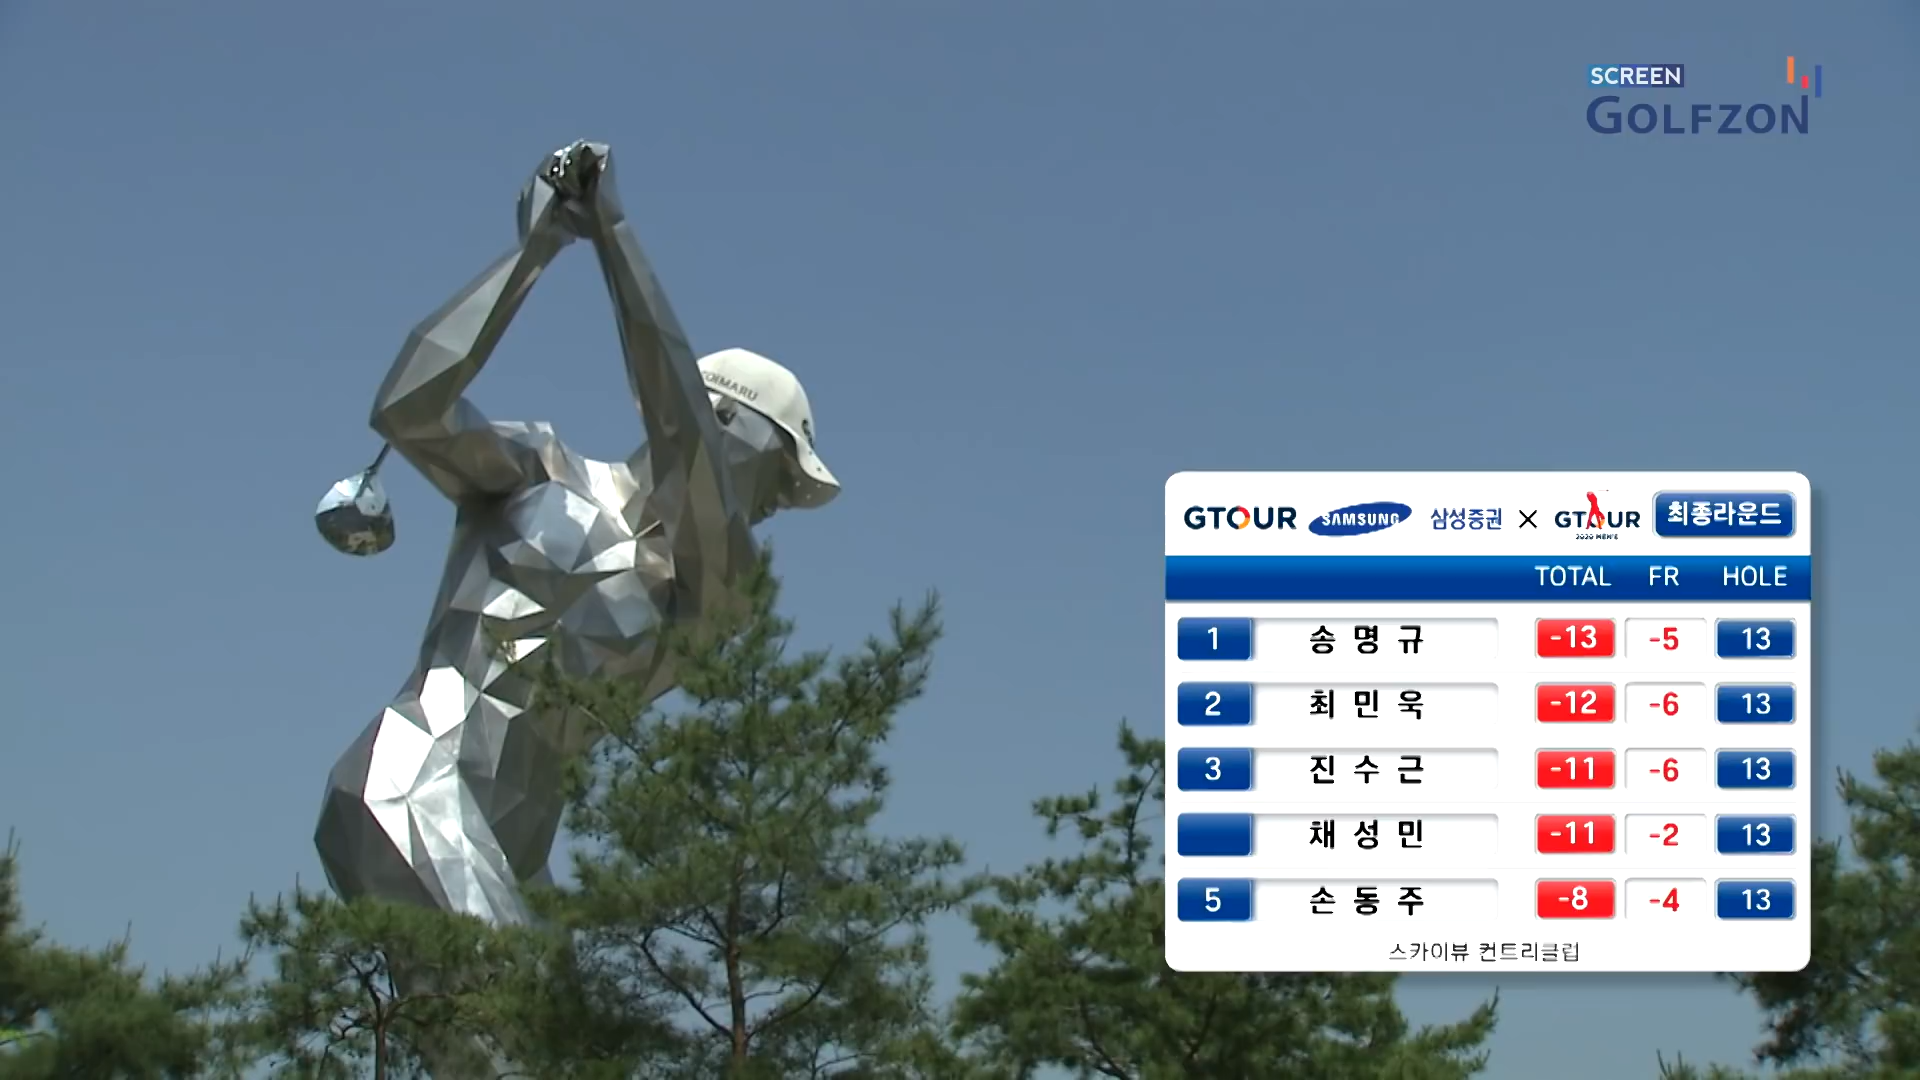 SCREEN
GOLFZON
GTOUR SAMSUNG 삼성증권 × GTOUR 최종라운드
2020 MEN'S
TOTAL FR HOLE
1 송명규 -13 -5 13
2 최민욱 -12 -6 13
3 진수근 -11 -6 13
채성민 -11 -2 13
5 손동주 -8 -4 13
스카이뷰 컨트리클럽